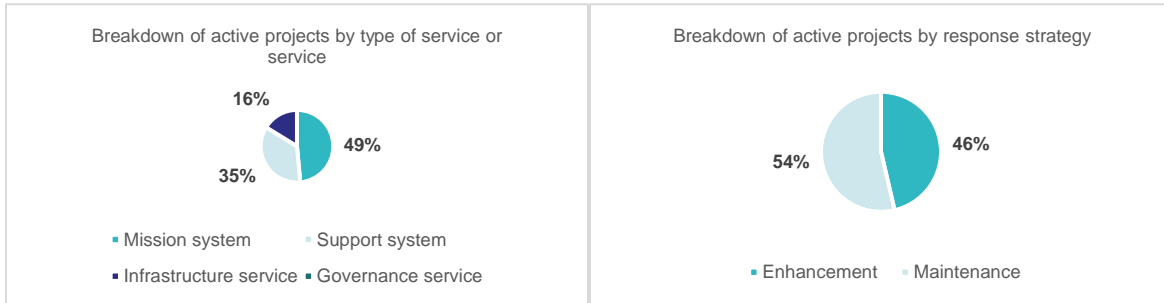 Breakdown of active projects by type of service or
service
16%
49%
35%
Mission system
Support system
Infrastructure service
Governance service
Breakdown of active projects by response strategy
54%
46%
Enhancement
Maintenance